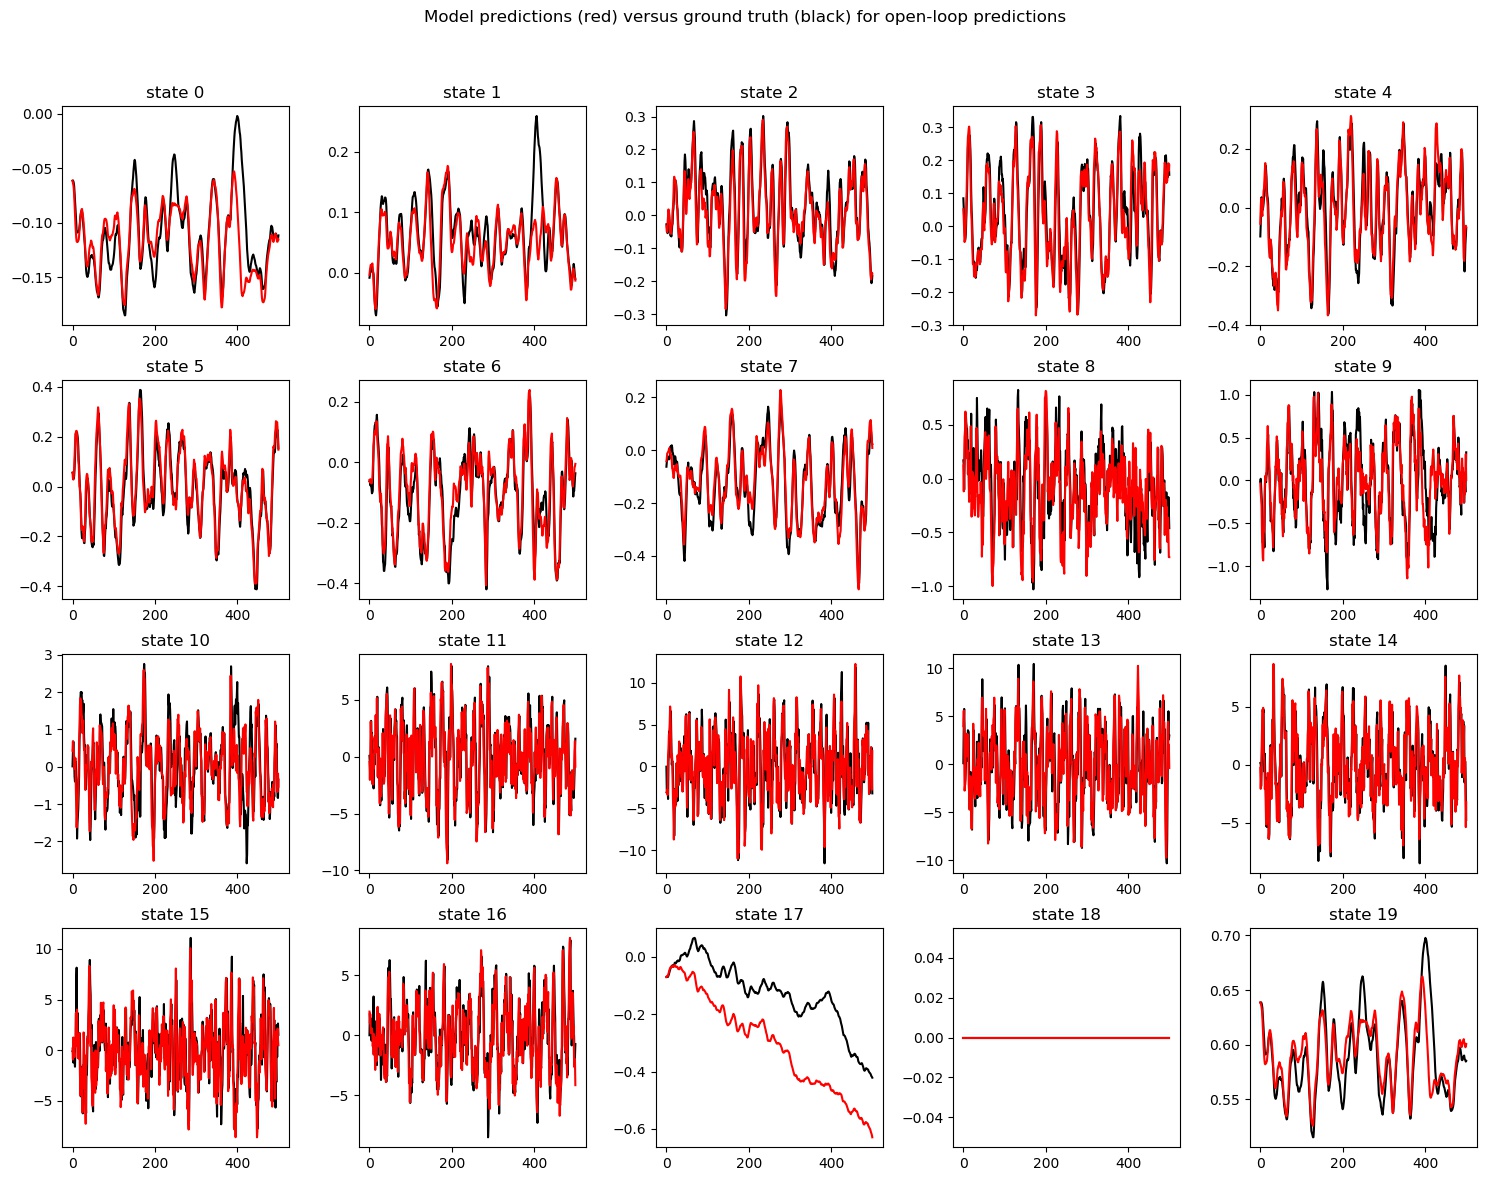 Model predictions (red) versus ground truth (black) for open-loop predictions
state 0 state 1 state 2 state 3 state 4
0.00 0.2 0.3 0.3 0.2
−0.05 0.1 0.2 0.2 0.0
−0.10 0.0 0.1 0.1 −0.2
−0.15 0.0 0.0 −0.4
−0.1 −0.1
−0.2 −0.2
−0.3 −0.3
0 200 400 0 200 400 0 200 400 0 200 400 0 200 400
state 5 state 6 state 7 state 8 state 9
0.4 0.2 0.2 0.5 1.0
0.2 0.0 0.0 0.0 0.5
0.0 −0.2 −0.2 −0.5 0.0
−0.2 −0.4 −0.4 −1.0 −0.5
−0.4 −1.0
0 200 400 0 200 400 0 200 400 0 200 400 0 200 400
state 10 state 11 state 12 state 13 state 14
3 5 10 10 5
2 0 5 5 0
1 −5 0 0 −5
0 −10 −5 −5
−1 −10 −10
−2
0 200 400 0 200 400 0 200 400 0 200 400 0 200 400
state 15 state 16 state 17 state 18 state 19
10 5 0.0 0.04 0.70
5 0 −0.2 0.02 0.65
0 −5 −0.4 0.00 0.60
−5 −0.6 −0.02 0.55
−0.04
0 200 400 0 200 400 0 200 400 0 200 400 0 200 400